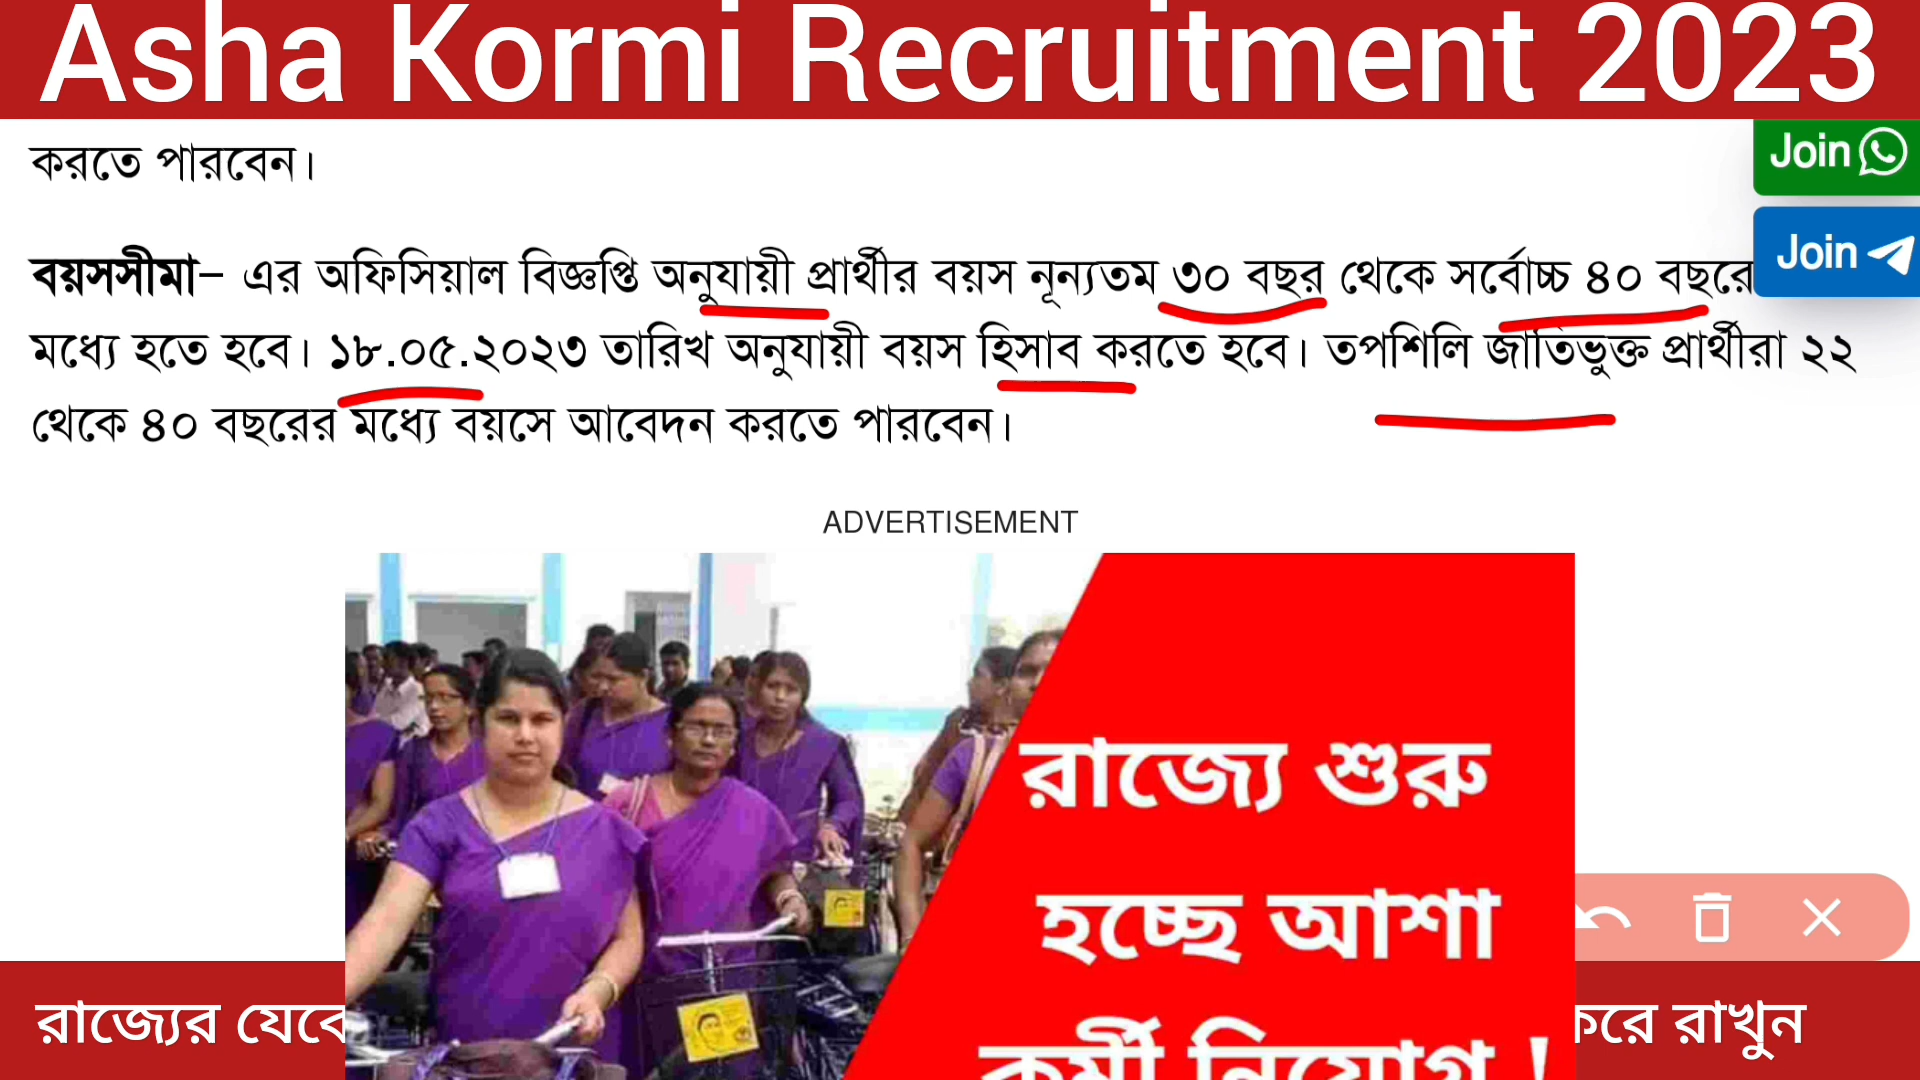 Asha Kormi Recruitment 2023
করতে পারবেন।
Join
Join
বয়সসীমা– এর অফিসিয়াল বিজ্ঞপ্তি অনুযায়ী প্রার্থীর বয়স নূন্যতম ৩০ বছর থেকে সর্বোচ্চ ৪০ বছরে
মধ্যে হতে হবে। ১৮.০৫.২০২৩ তারিখ অনুযায়ী বয়স হিসাব করতে হবে। তপশিলি জাতিভুক্ত প্রার্থীরা ২২
থেকে ৪০ বছরের মধ্যে বয়সে আবেদন করতে পারবেন।
ADVERTISEMENT
রাজ্যে শুরু
হচ্ছে আশা
কর্মী নিয়োগ !
রাজ্যের যেকো করে রাখুন